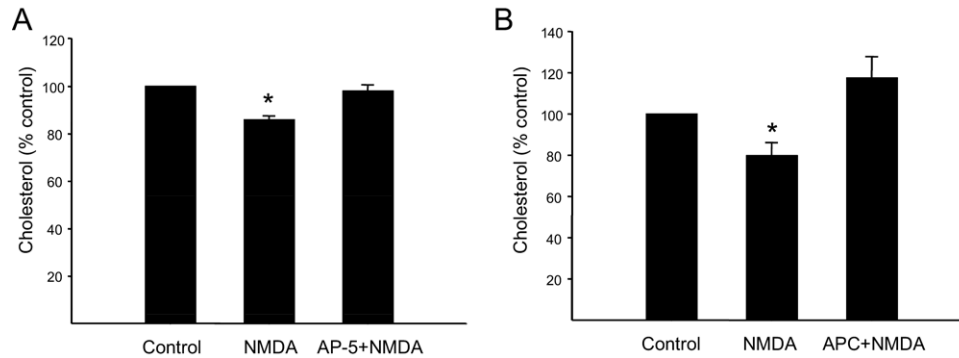 A
Cholesterol (% control)
120
100
80
60
40
20
*
Control NMDA AP-5+NMDA
B
Cholesterol (% control)
140
120
100
80
60
40
20
*
Control NMDA APC+NMDA